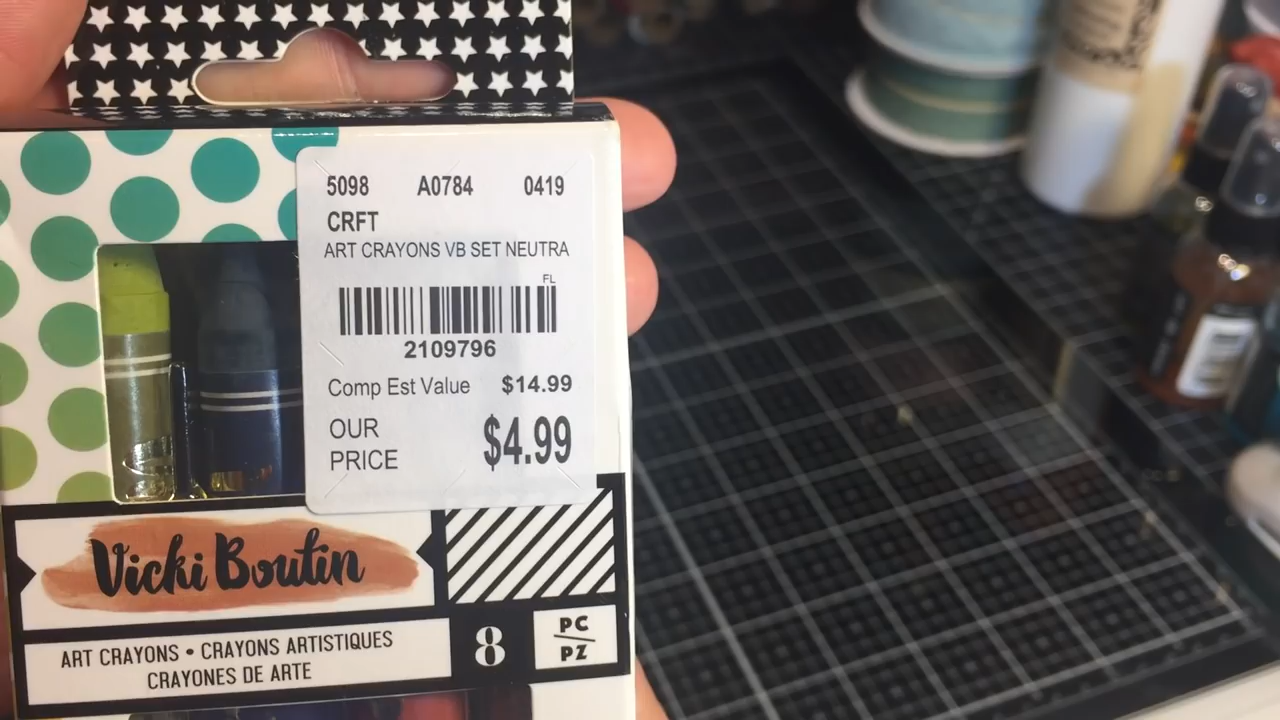 5098 A0784 0419
CRFT
ART CRAYONS VB SET NEUTRA
FL
2109796
Comp Est Value $14.99
OUR
PRICE $4.99
Vicki Boutin
ART CRAYONS • CRAYONS ARTISTIQUES
CRAYONES DE ARTE
8
PC
PZ